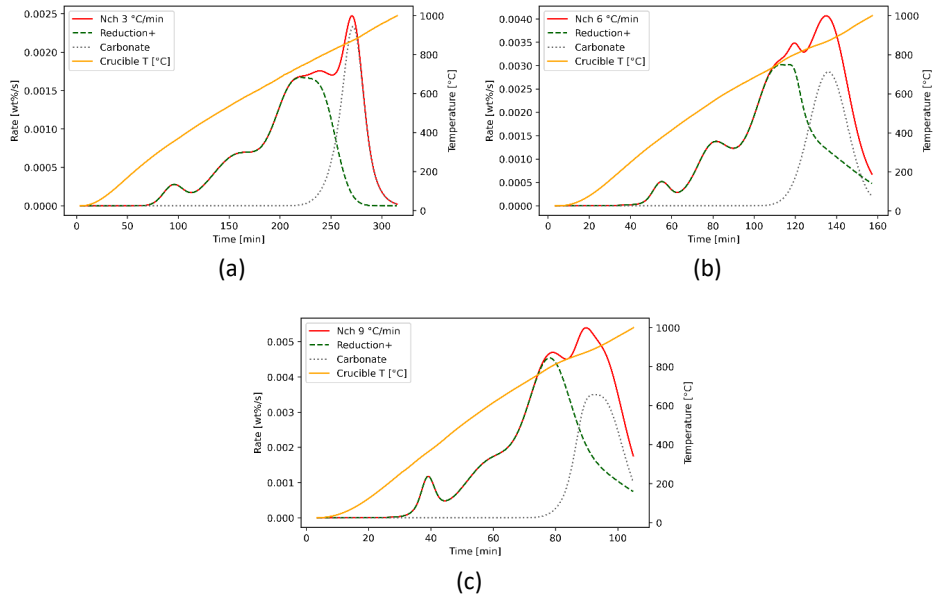 Nch 3 °C/min
Reduction+
Carbonate
Crucible T [°C]
Rate [wt%/s]
0.0025
0.0020
0.0015
0.0010
0.0005
0.0000
1000
800
600
400
200
0
Temperature [°C]
0 50 100 150 200 250 300
Time [min]
(a)
Nch 6 °C/min
Reduction+
Carbonate
Crucible T [°C]
Rate [wt%/s]
0.0040
0.0035
0.0030
0.0025
0.0020
0.0015
0.0010
0.0005
0.0000
1000
800
600
400
200
0
Temperature [°C]
0 20 40 60 80 100 120 140 160
Time [min]
(b)
Nch 9 °C/min
Reduction+
Carbonate
Crucible T [°C]
Rate [wt%/s]
0.005
0.004
0.003
0.002
0.001
0.000
1000
800
600
400
200
0
Temperature [°C]
0 20 40 60 80 100
Time [min]
(c)